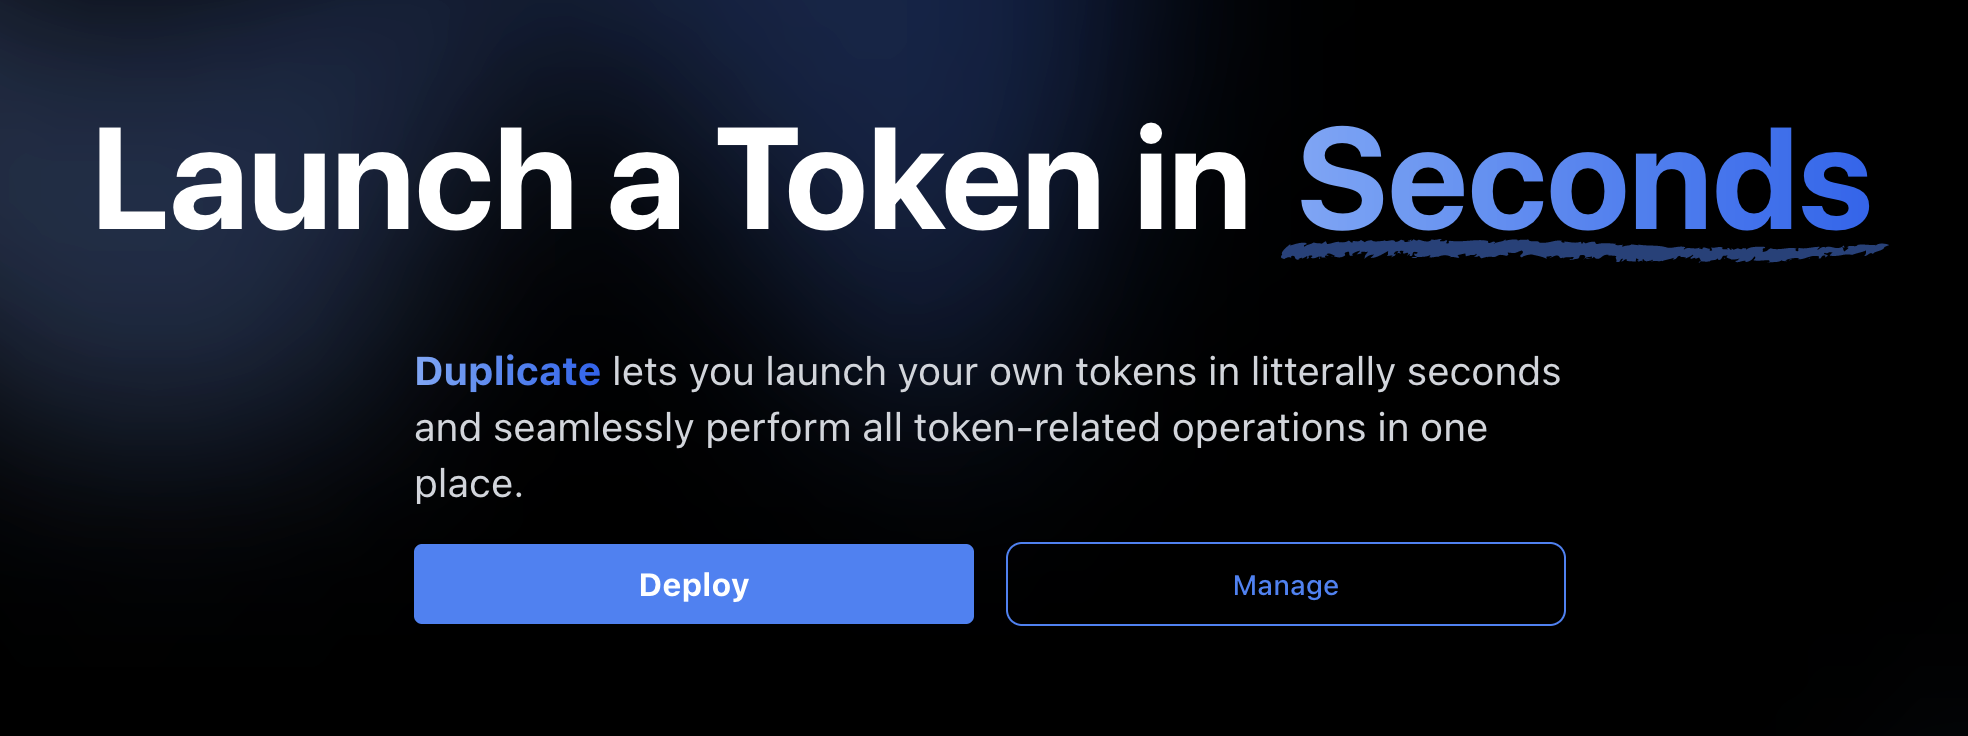 Launch a Token in Seconds
Duplicate lets you launch your own tokens in litterally seconds
and seamlessly perform all token-related operations in one
place.
Deploy Manage